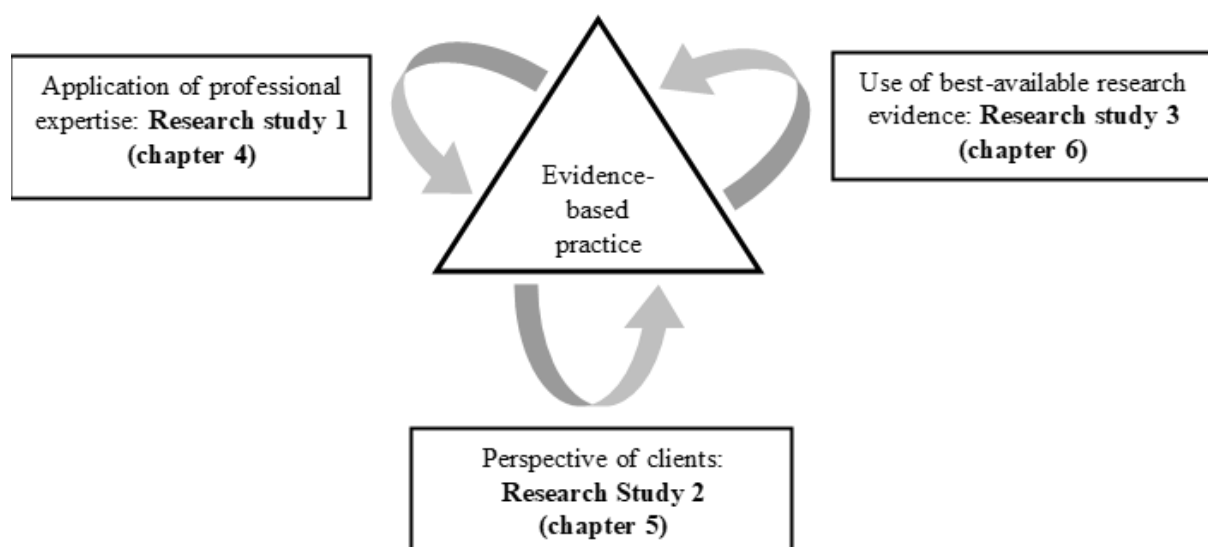 Application of professional
expertise: Research study 1
(chapter 4)
Use of best-available research
evidence: Research study 3
(chapter 6)
Evidence-
based
practice
Perspective of clients:
Research Study 2
(chapter 5)